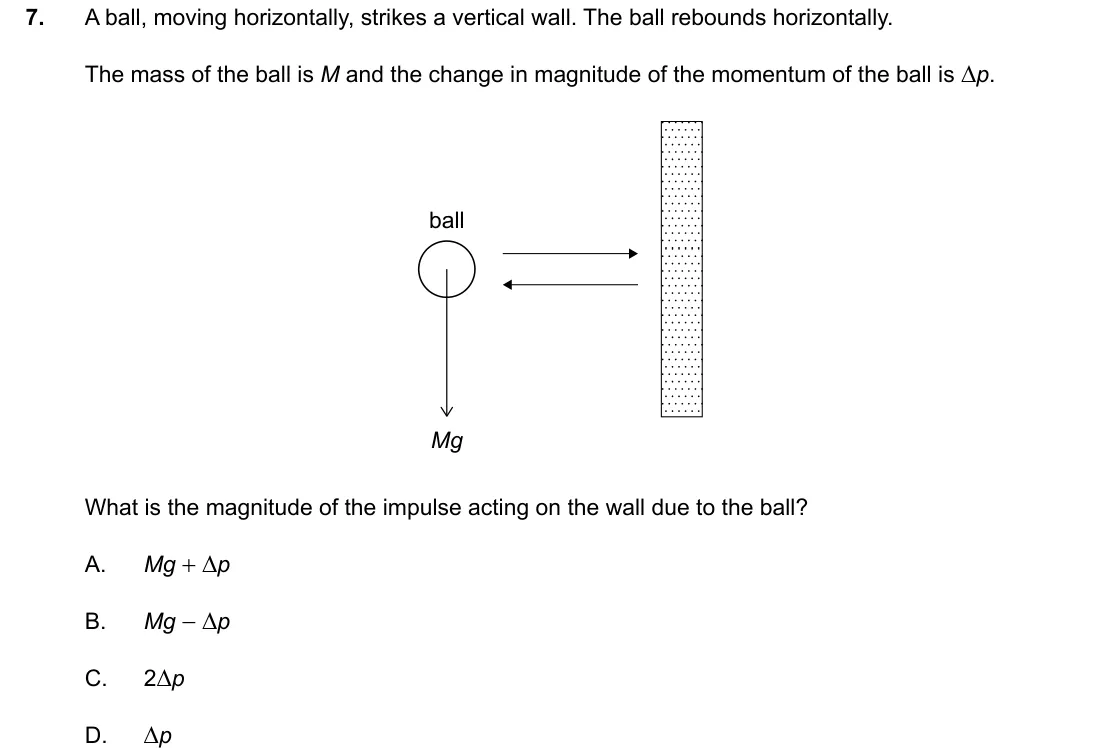 7. A ball, moving horizontally, strikes a vertical wall. The ball rebounds horizontally.
The mass of the ball is M and the change in magnitude of the momentum of the ball is Δp.
ball
Mg
What is the magnitude of the impulse acting on the wall due to the ball?
A. Mg + Δp
B. Mg – Δp
C. 2Δp
D. Δp